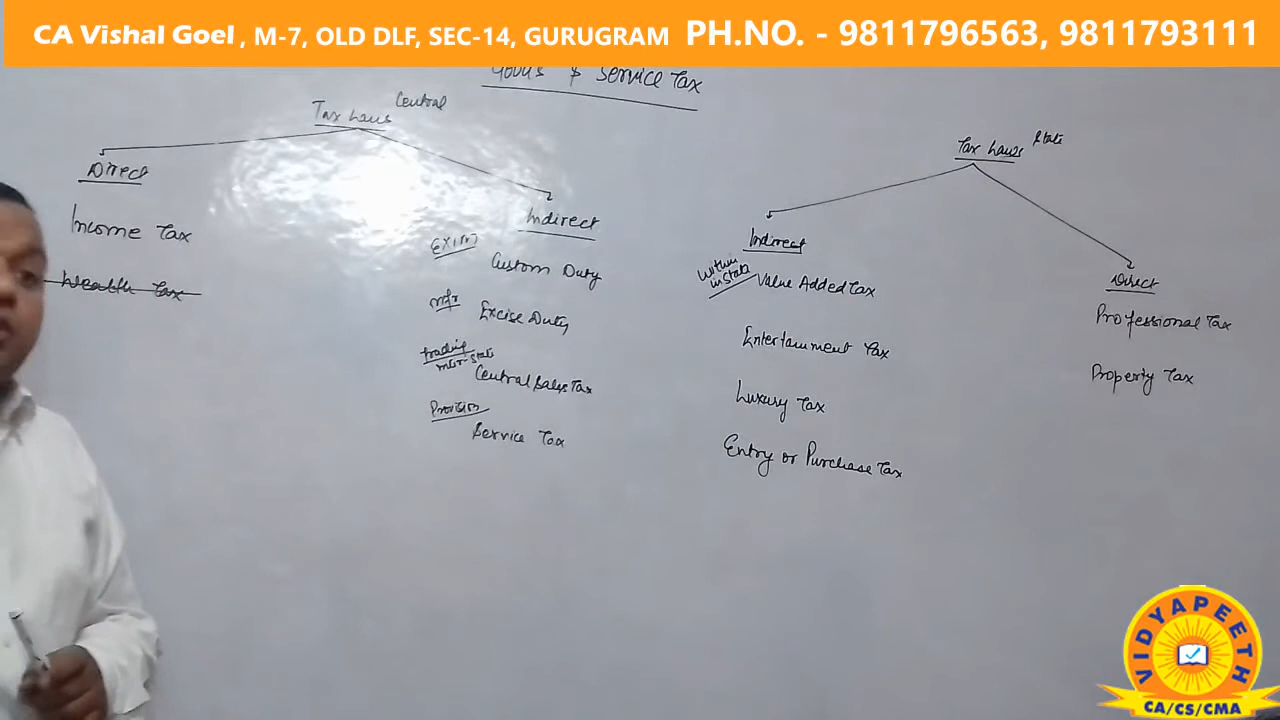 CA Vishal Goel , M-7, OLD DLF, SEC-14, GURUGRAM PH.NO. - 9811796563, 9811793111
Goods & Service Tax
Tax Laws Central
Direct
Income Tax
Wealth Tax
Indirect
EXIM
Custom Duty
mfr
Excise Duty
trading
inter-state
Central Sales Tax
Provision
Service Tax
Tax Laws State
Indirect
within
in State
Value Added Tax
Entertainment Tax
Luxury Tax
Entry or Purchase Tax
Direct
Professional Tax
Property Tax
VIDYAPEETH
CA/CS/CMA